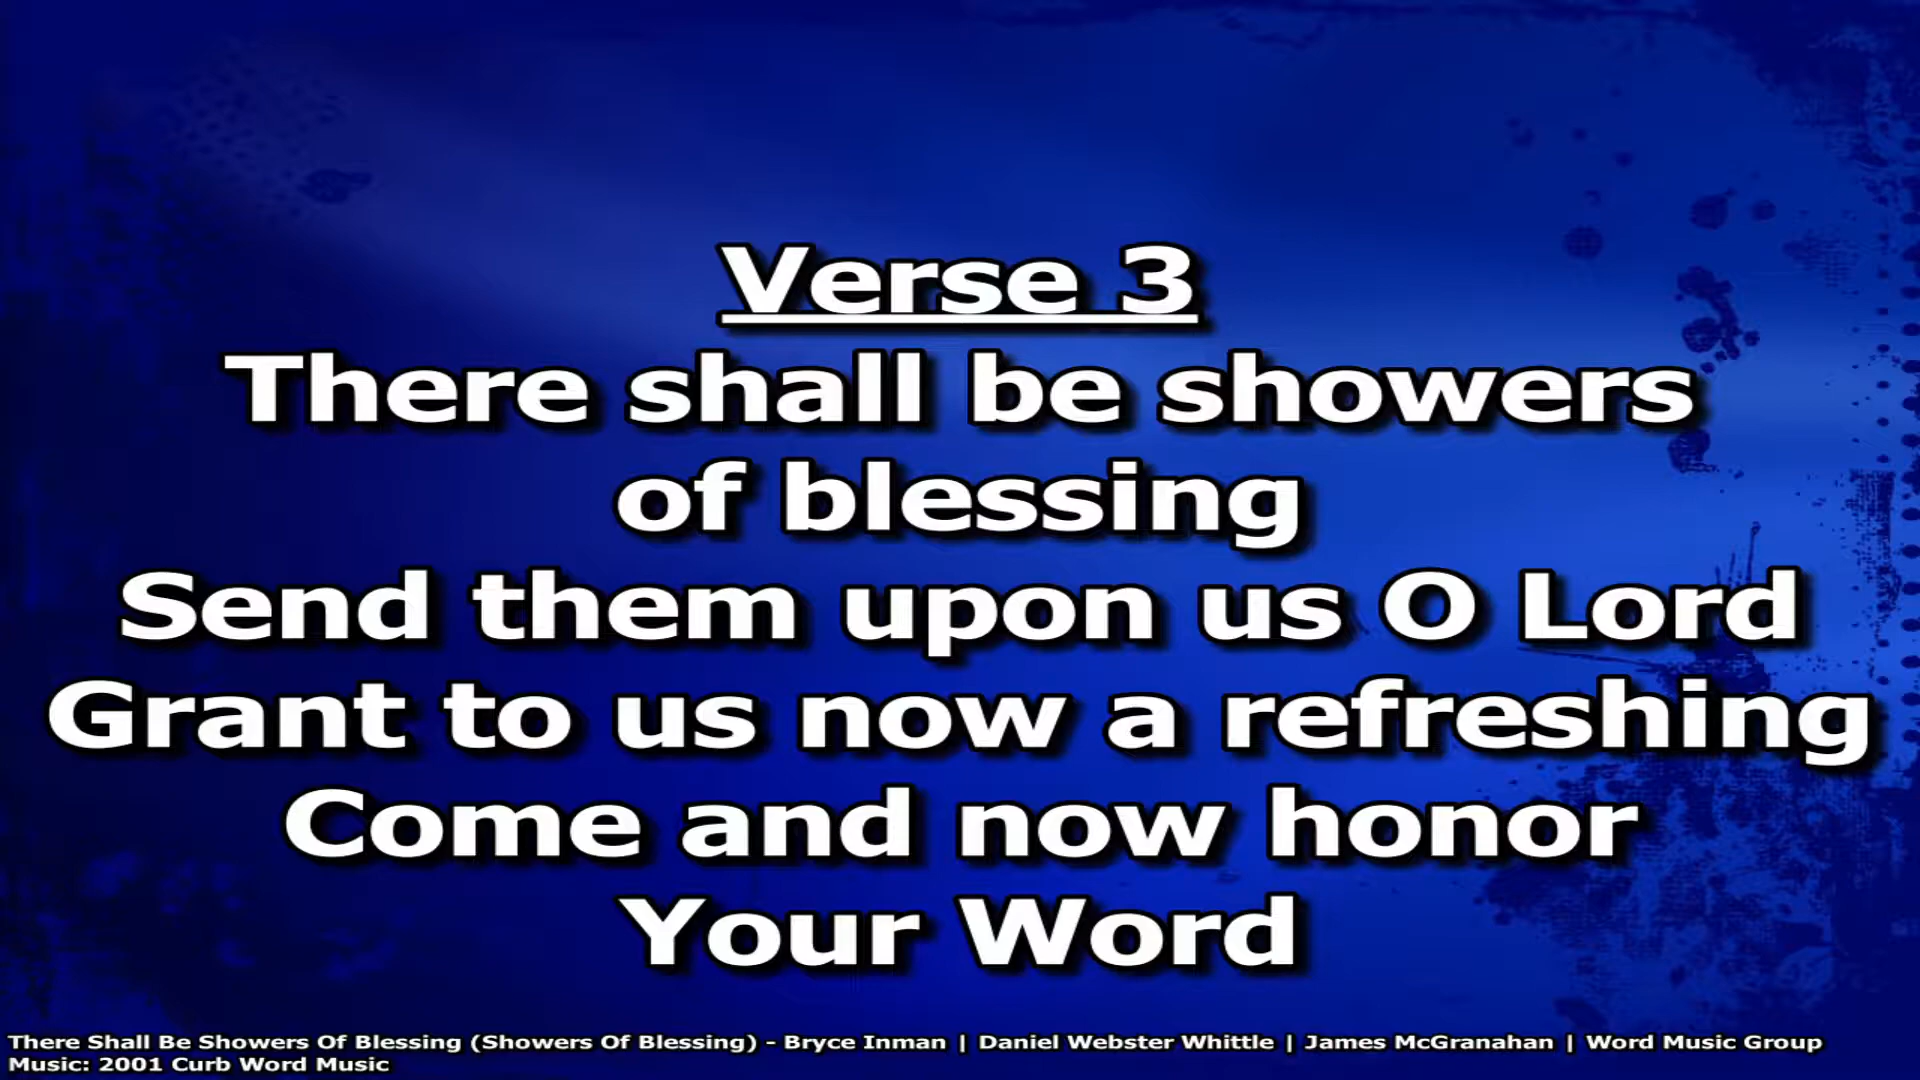 Verse 3
There shall be showers
of blessing
Send them upon us O Lord
Grant to us now a refreshing
Come and now honor
Your Word
There Shall Be Showers Of Blessing (Showers Of Blessing) - Bryce Inman | Daniel Webster Whittle | James McGranahan | Word Music Group
Music: 2001 Curb Word Music